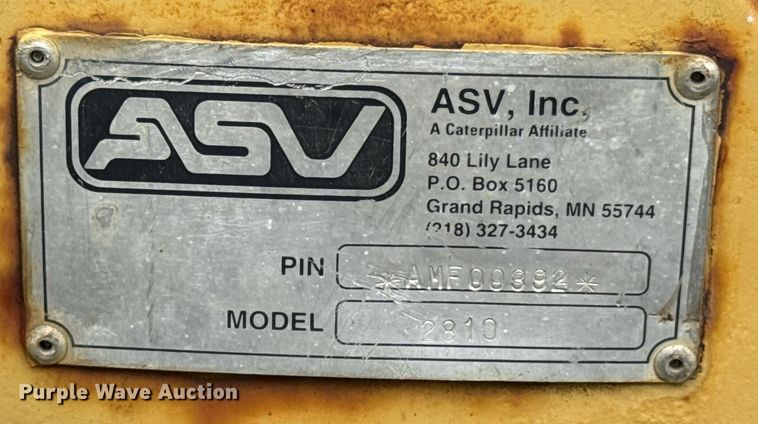 ASV
ASV, Inc.
A Caterpillar Affiliate
840 Lily Lane
P.O. Box 5160
Grand Rapids, MN 55744
(218) 327-3434
PIN *AMF00392*
MODEL 2810
Purple Wave Auction